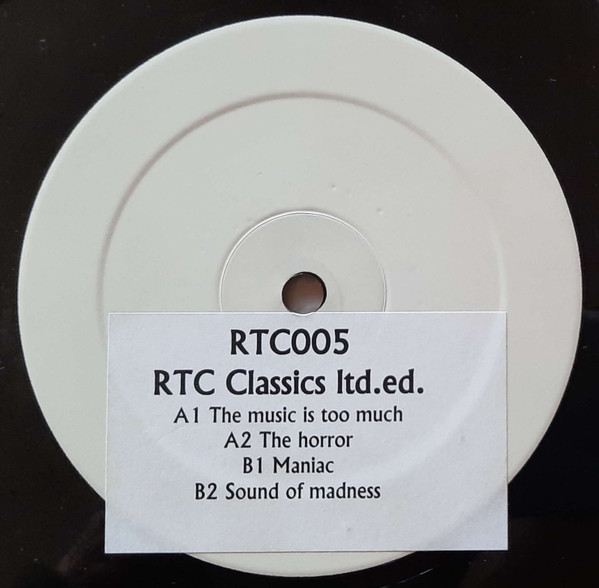 RTC005
RTC Classics ltd.ed.
A1 The music is too much
A2 The horror
B1 Maniac
B2 Sound of madness